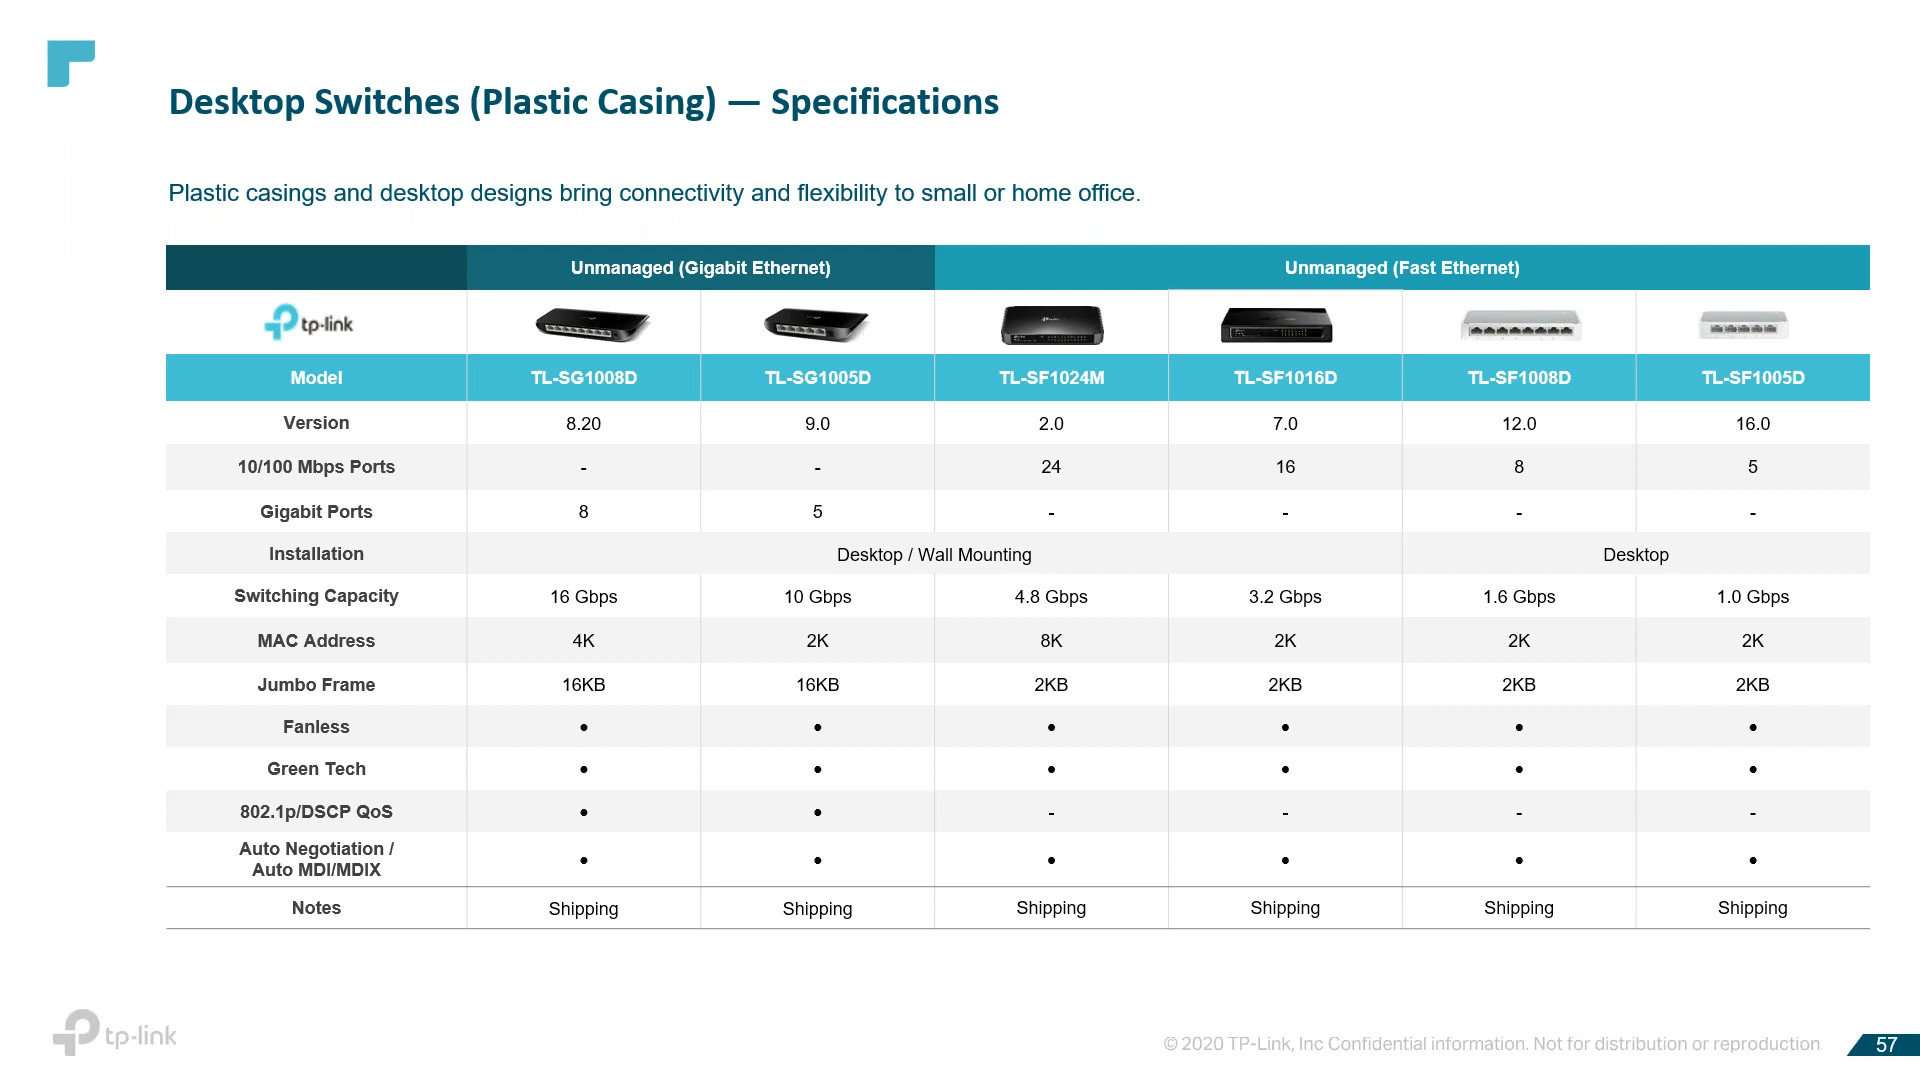 Desktop Switches (Plastic Casing) — Specifications
Plastic casings and desktop designs bring connectivity and flexibility to small or home office.
Unmanaged (Gigabit Ethernet) Unmanaged (Fast Ethernet)
tp-link
Model TL-SG1008D TL-SG1005D TL-SF1024M TL-SF1016D TL-SF1008D TL-SF1005D
Version 8.20 9.0 2.0 7.0 12.0 16.0
10/100 Mbps Ports - - 24 16 8 5
Gigabit Ports 8 5 - - - -
Installation Desktop / Wall Mounting Desktop
Switching Capacity 16 Gbps 10 Gbps 4.8 Gbps 3.2 Gbps 1.6 Gbps 1.0 Gbps
MAC Address 4K 2K 8K 2K 2K 2K
Jumbo Frame 16KB 16KB 2KB 2KB 2KB 2KB
Fanless • • • • • •
Green Tech • • • • • •
802.1p/DSCP QoS • • - - - -
Auto Negotiation /
Auto MDI/MDIX • • • • • •
Notes Shipping Shipping Shipping Shipping Shipping Shipping
tp-link
© 2020 TP-Link, Inc Confidential information. Not for distribution or reproduction.
57